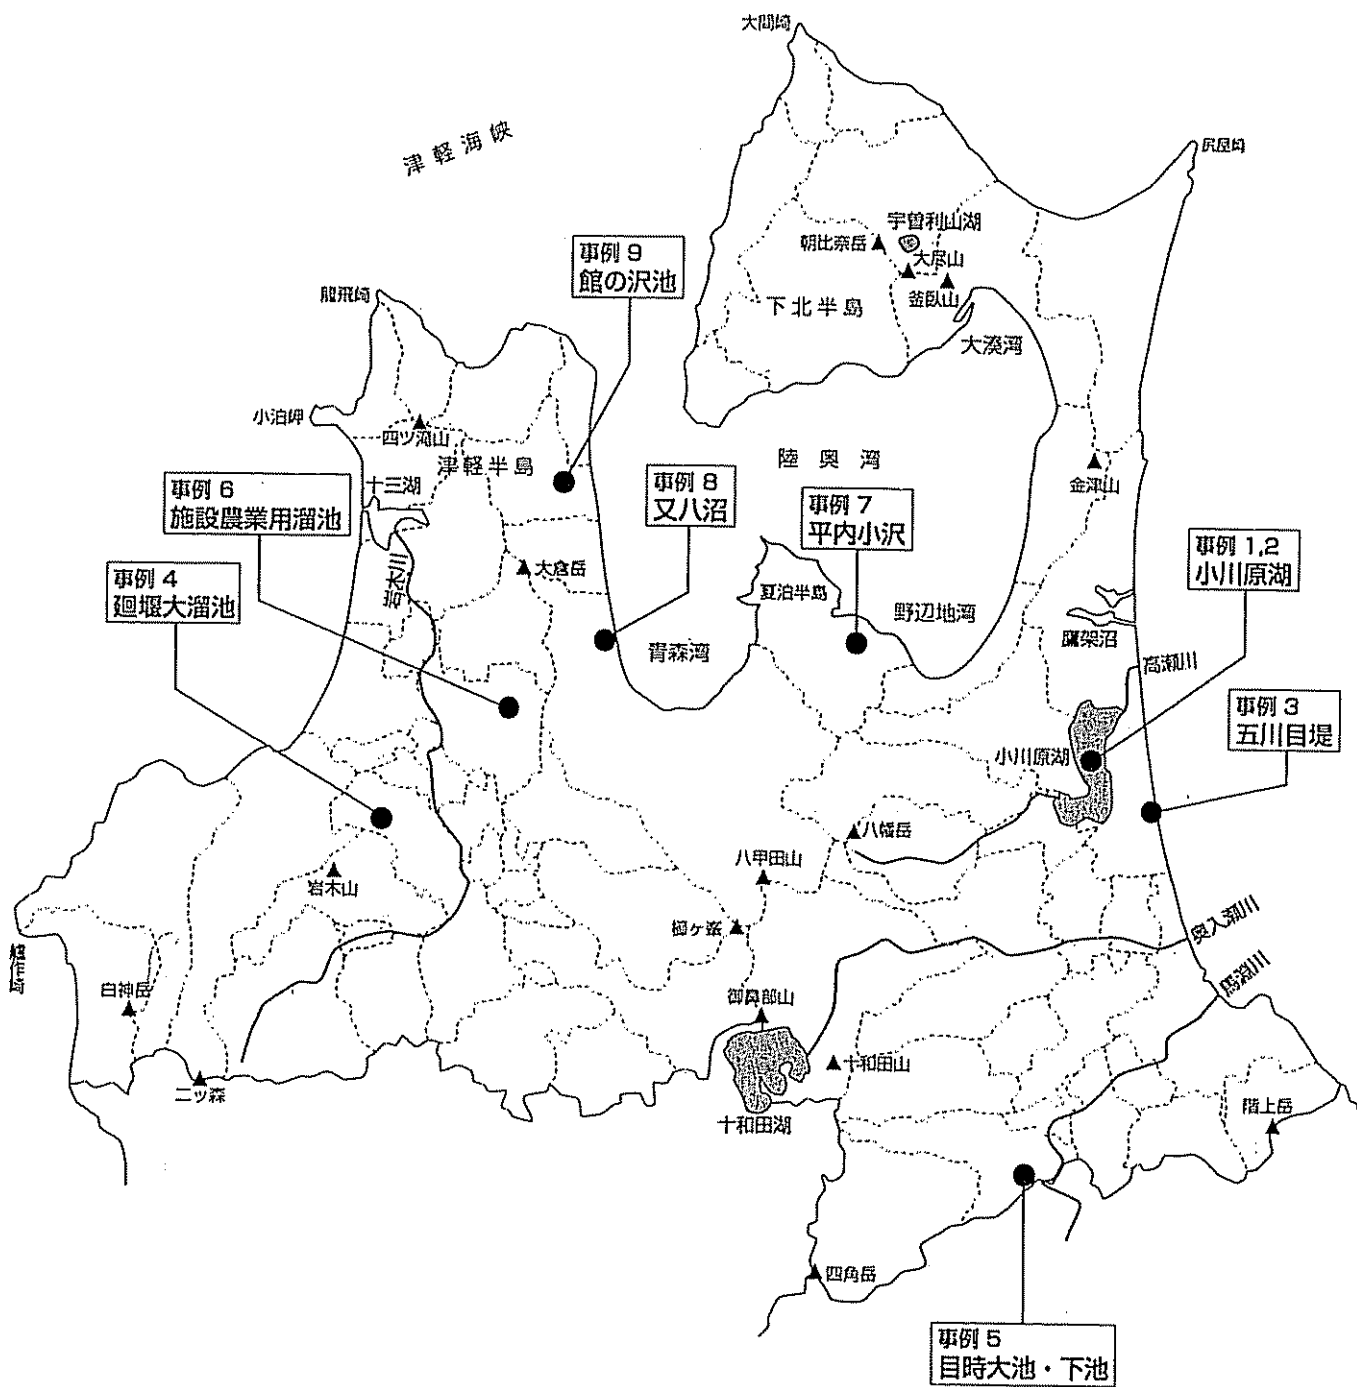 大間崎
津軽海峡
尻屋崎
宇曽利山湖
朝比奈岳
大尽山
釜臥山
下北半島
大湊湾
事例 9
館の沢池
龍飛崎
小泊岬
四ツ滝山
津軽半島
陸奥湾
金津山
事例 6
施設農業用溜池
十三湖
事例 8
又八沼
事例 7
平内小沢
事例 1,2
小川原湖
事例 4
廻堰大溜池
岩木川
大倉岳
夏泊半島
野辺地湾
青森湾
鷹架沼
高瀬川
事例 3
五川目堤
小川原湖
八幡岳
八甲田山
岩木山
櫛ヶ峯
奥入瀬川
馬淵川
艫作崎
白神岳
御鼻部山
十和田山
二ツ森
十和田湖
階上岳
四角岳
事例 5
目時大池・下池